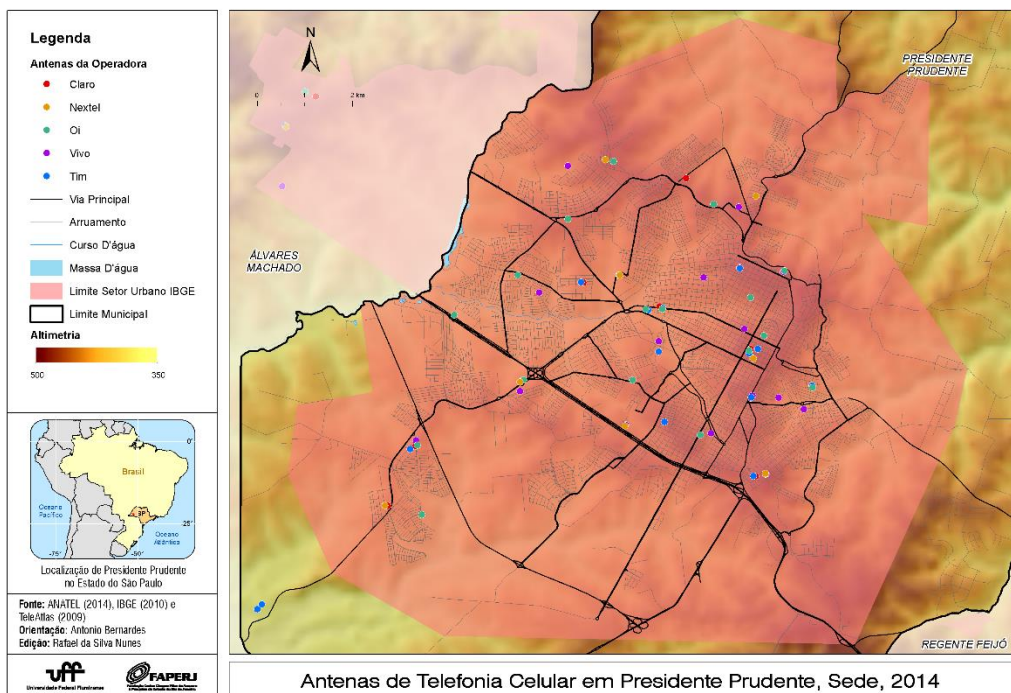 Legenda
Antenas da Operadora
Claro
Nextel
Oi
Vivo
Tim
Via Principal
Arruamento
Curso D'água
Massa D'água
Limite Setor Urbano IBGE
Limite Municipal
Altimetria
500
350
Brasil
SP
Oceano
Pacífico
Oceano
Atlântico
0°
25°
-75°
-50°
Localização de Presidente Prudente
no Estado do São Paulo
Fonte: ANATEL (2014), IBGE (2010) e
TeleAtlas (2009)
Orientação: Antonio Bernardes
Edição: Rafael da Silva Nunes
uff
Universidade Federal Fluminense
FAPERJ
N
0 1 2 km
PRESIDENTE
PRUDENTE
ÁLVARES
MACHADO
REGENTE FEIJÓ
Antenas de Telefonia Celular em Presidente Prudente, Sede, 2014